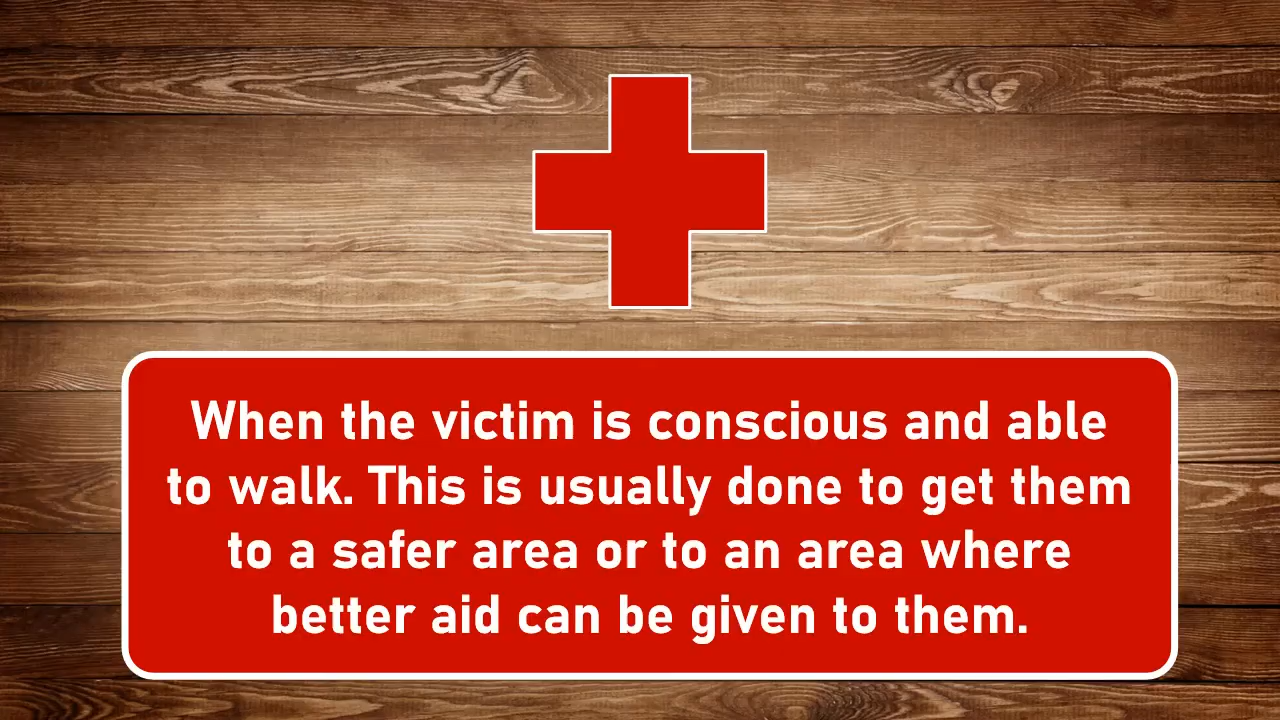 When the victim is conscious and able
to walk. This is usually done to get them
to a safer area or to an area where
better aid can be given to them.